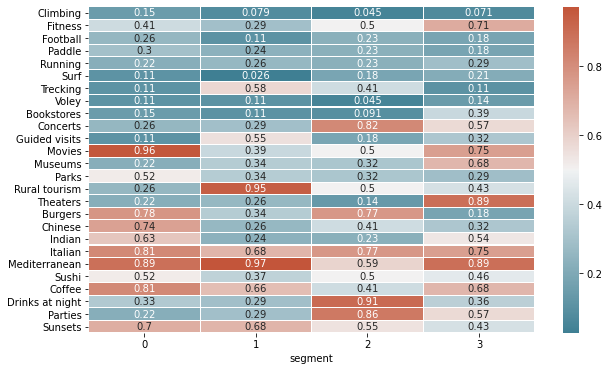 Climbing 0.15 0.079 0.045 0.071
Fitness 0.41 0.29 0.5 0.71
Football 0.26 0.11 0.23 0.18
Paddle 0.3 0.24 0.23 0.18
Running 0.22 0.26 0.23 0.29
Surf 0.11 0.026 0.18 0.21
Trecking 0.11 0.58 0.41 0.11
Voley 0.11 0.11 0.045 0.14
Bookstores 0.15 0.11 0.091 0.39
Concerts 0.26 0.29 0.82 0.57
Guided visits 0.11 0.55 0.18 0.32
Movies 0.96 0.39 0.5 0.75
Museums 0.22 0.34 0.32 0.68
Parks 0.52 0.34 0.32 0.29
Rural tourism 0.26 0.95 0.5 0.43
Theaters 0.22 0.26 0.14 0.89
Burgers 0.78 0.34 0.77 0.18
Chinese 0.74 0.26 0.41 0.32
Indian 0.63 0.24 0.23 0.54
Italian 0.81 0.68 0.77 0.75
Mediterranean 0.89 0.97 0.59 0.89
Sushi 0.52 0.37 0.5 0.46
Coffee 0.81 0.66 0.41 0.68
Drinks at night 0.33 0.29 0.91 0.36
Parties 0.22 0.29 0.86 0.57
Sunsets 0.7 0.68 0.55 0.43
0 1 2 3
segment
0.8
0.6
0.4
0.2